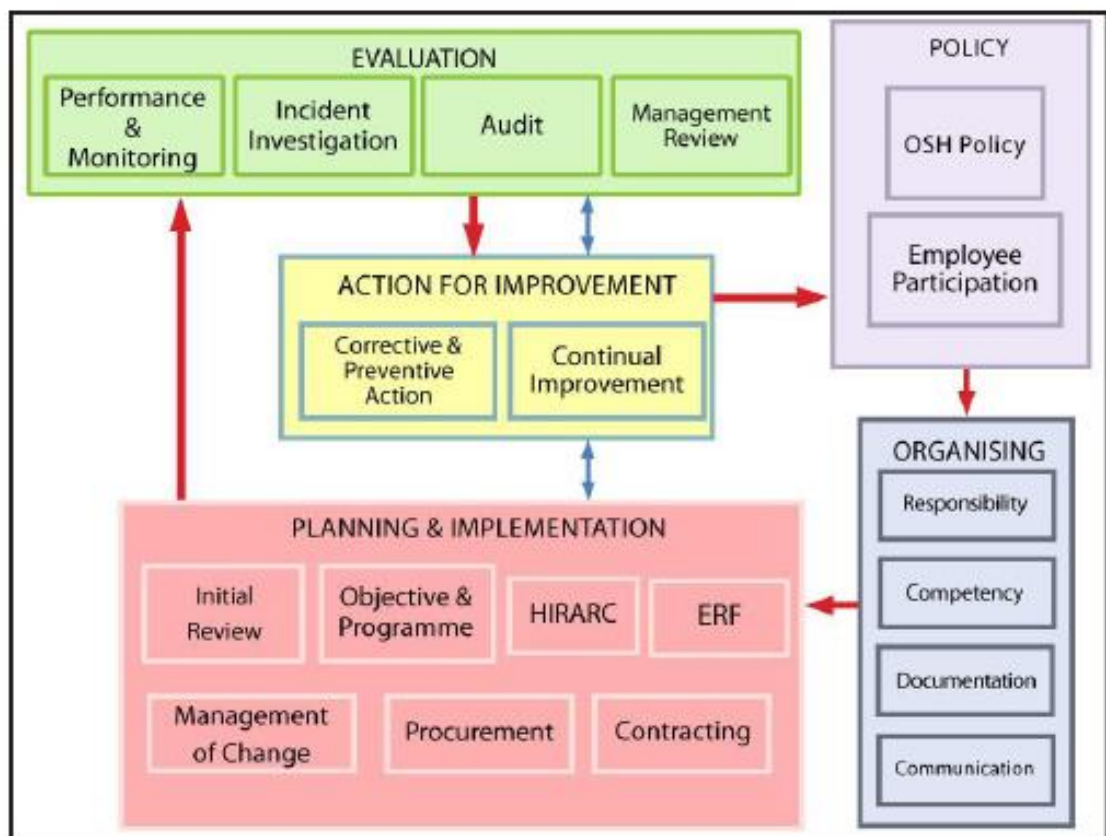 EVALUATION
Performance
&
Monitoring
Incident
Investigation
Audit
Management
Review
POLICY
OSH Policy
Employee
Participation
ACTION FOR IMPROVEMENT
Corrective &
Preventive
Action
Continual
Improvement
ORGANISING
Responsibility
Competency
Documentation
Communication
PLANNING & IMPLEMENTATION
Initial
Review
Objective &
Programme
HIRARC
ERF
Management
of Change
Procurement
Contracting